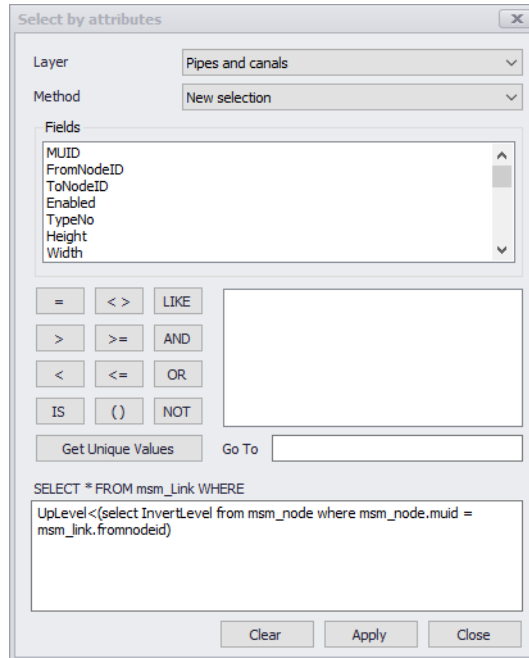 Select by attributes
x
Layer
Pipes and canals
Method
New selection
Fields
MUID
FromNodeID
ToNodeID
Enabled
TypeNo
Height
Width
= < > LIKE
> >= AND
< <= OR
IS () NOT
Get Unique Values Go To
SELECT * FROM msm_Link WHERE
UpLevel<(select InvertLevel from msm_node where msm_node.muid =
msm_link.fromnodeid)
Clear Apply Close